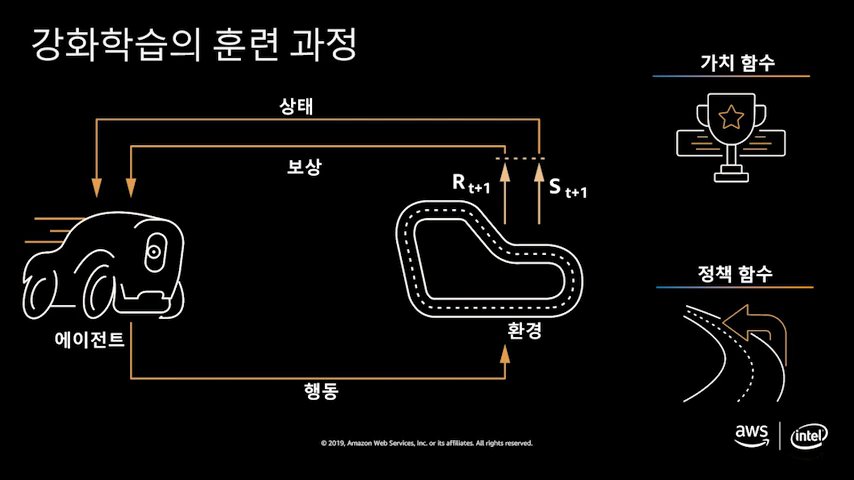 강화학습의 훈련 과정
가치 함수
상태
보상
R t+1
S t+1
정책 함수
에이전트
환경
행동
aws
intel
© 2019, Amazon Web Services, Inc. or its affiliates. All rights reserved.